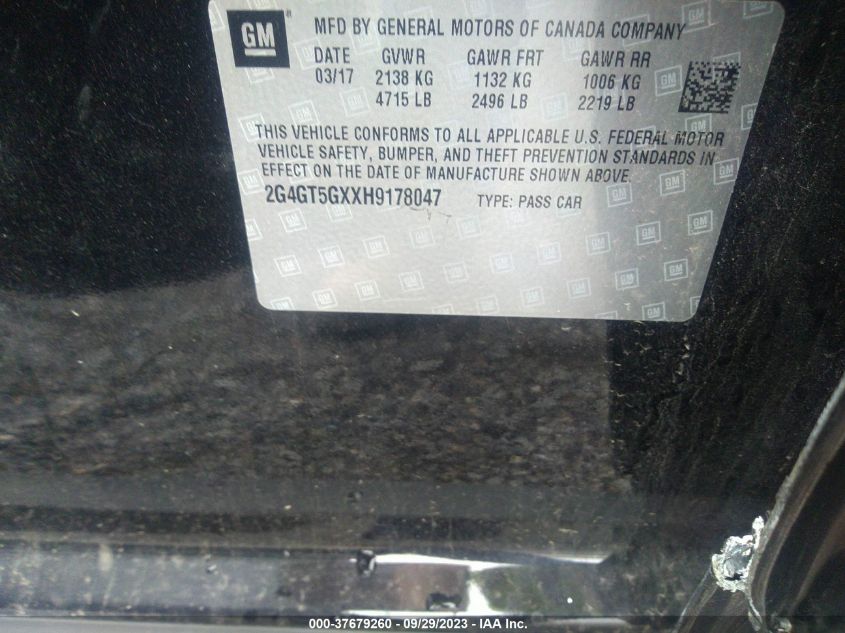 GM
MFD BY GENERAL MOTORS OF CANADA COMPANY
DATE GVWR GAWR FRT GAWR RR
03/17 2138 KG 1132 KG 1006 KG
4715 LB 2496 LB 2219 LB
THIS VEHICLE CONFORMS TO ALL APPLICABLE U.S. FEDERAL MOTOR
VEHICLE SAFETY, BUMPER, AND THEFT PREVENTION STANDARDS IN
EFFECT ON THE DATE OF MANUFACTURE SHOWN ABOVE.
2G4GT5GXXH9178047 TYPE: PASS CAR
000-37679260 - 09/29/2023 - IAA Inc.